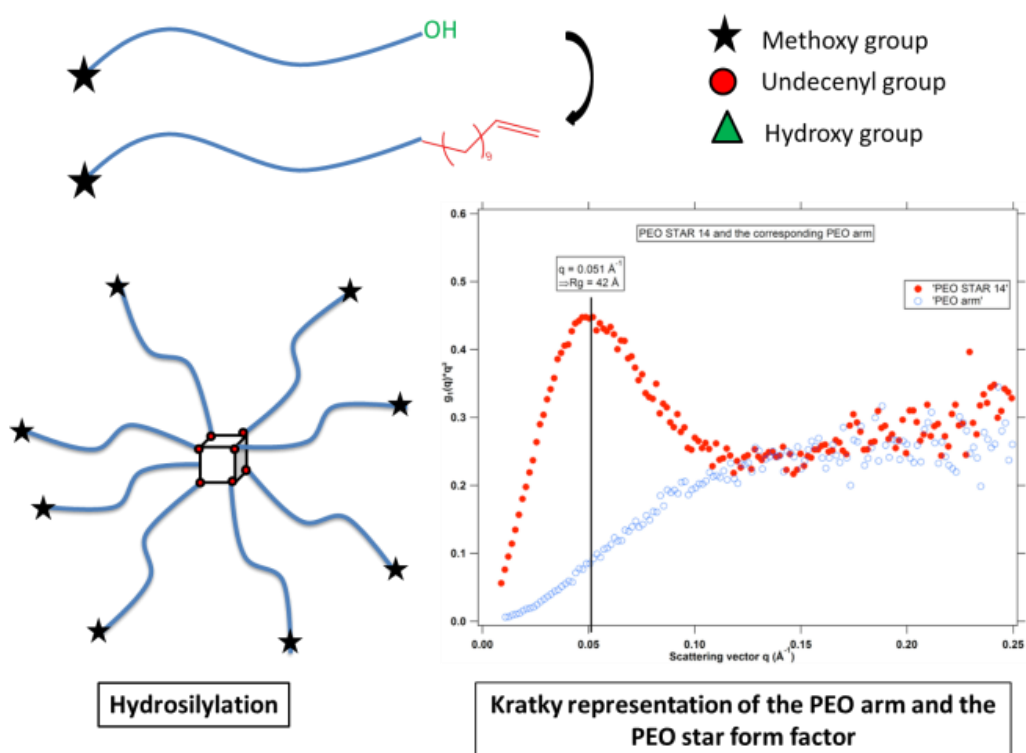 OH
Methoxy group
Undecenyl group
Hydroxy group
9
PEO STAR 14 and the corresponding PEO arm
q = 0.051 Å⁻¹
⇒Rg = 42 Å
'PEO STAR 14'
'PEO arm'
0.6
0.5
0.4
0.3
0.2
0.1
0.0
0.00
0.05
0.10
0.15
0.20
0.25
Scattering vector q (Å⁻¹)
Hydrosilylation
Kratky representation of the PEO arm and the
PEO star form factor